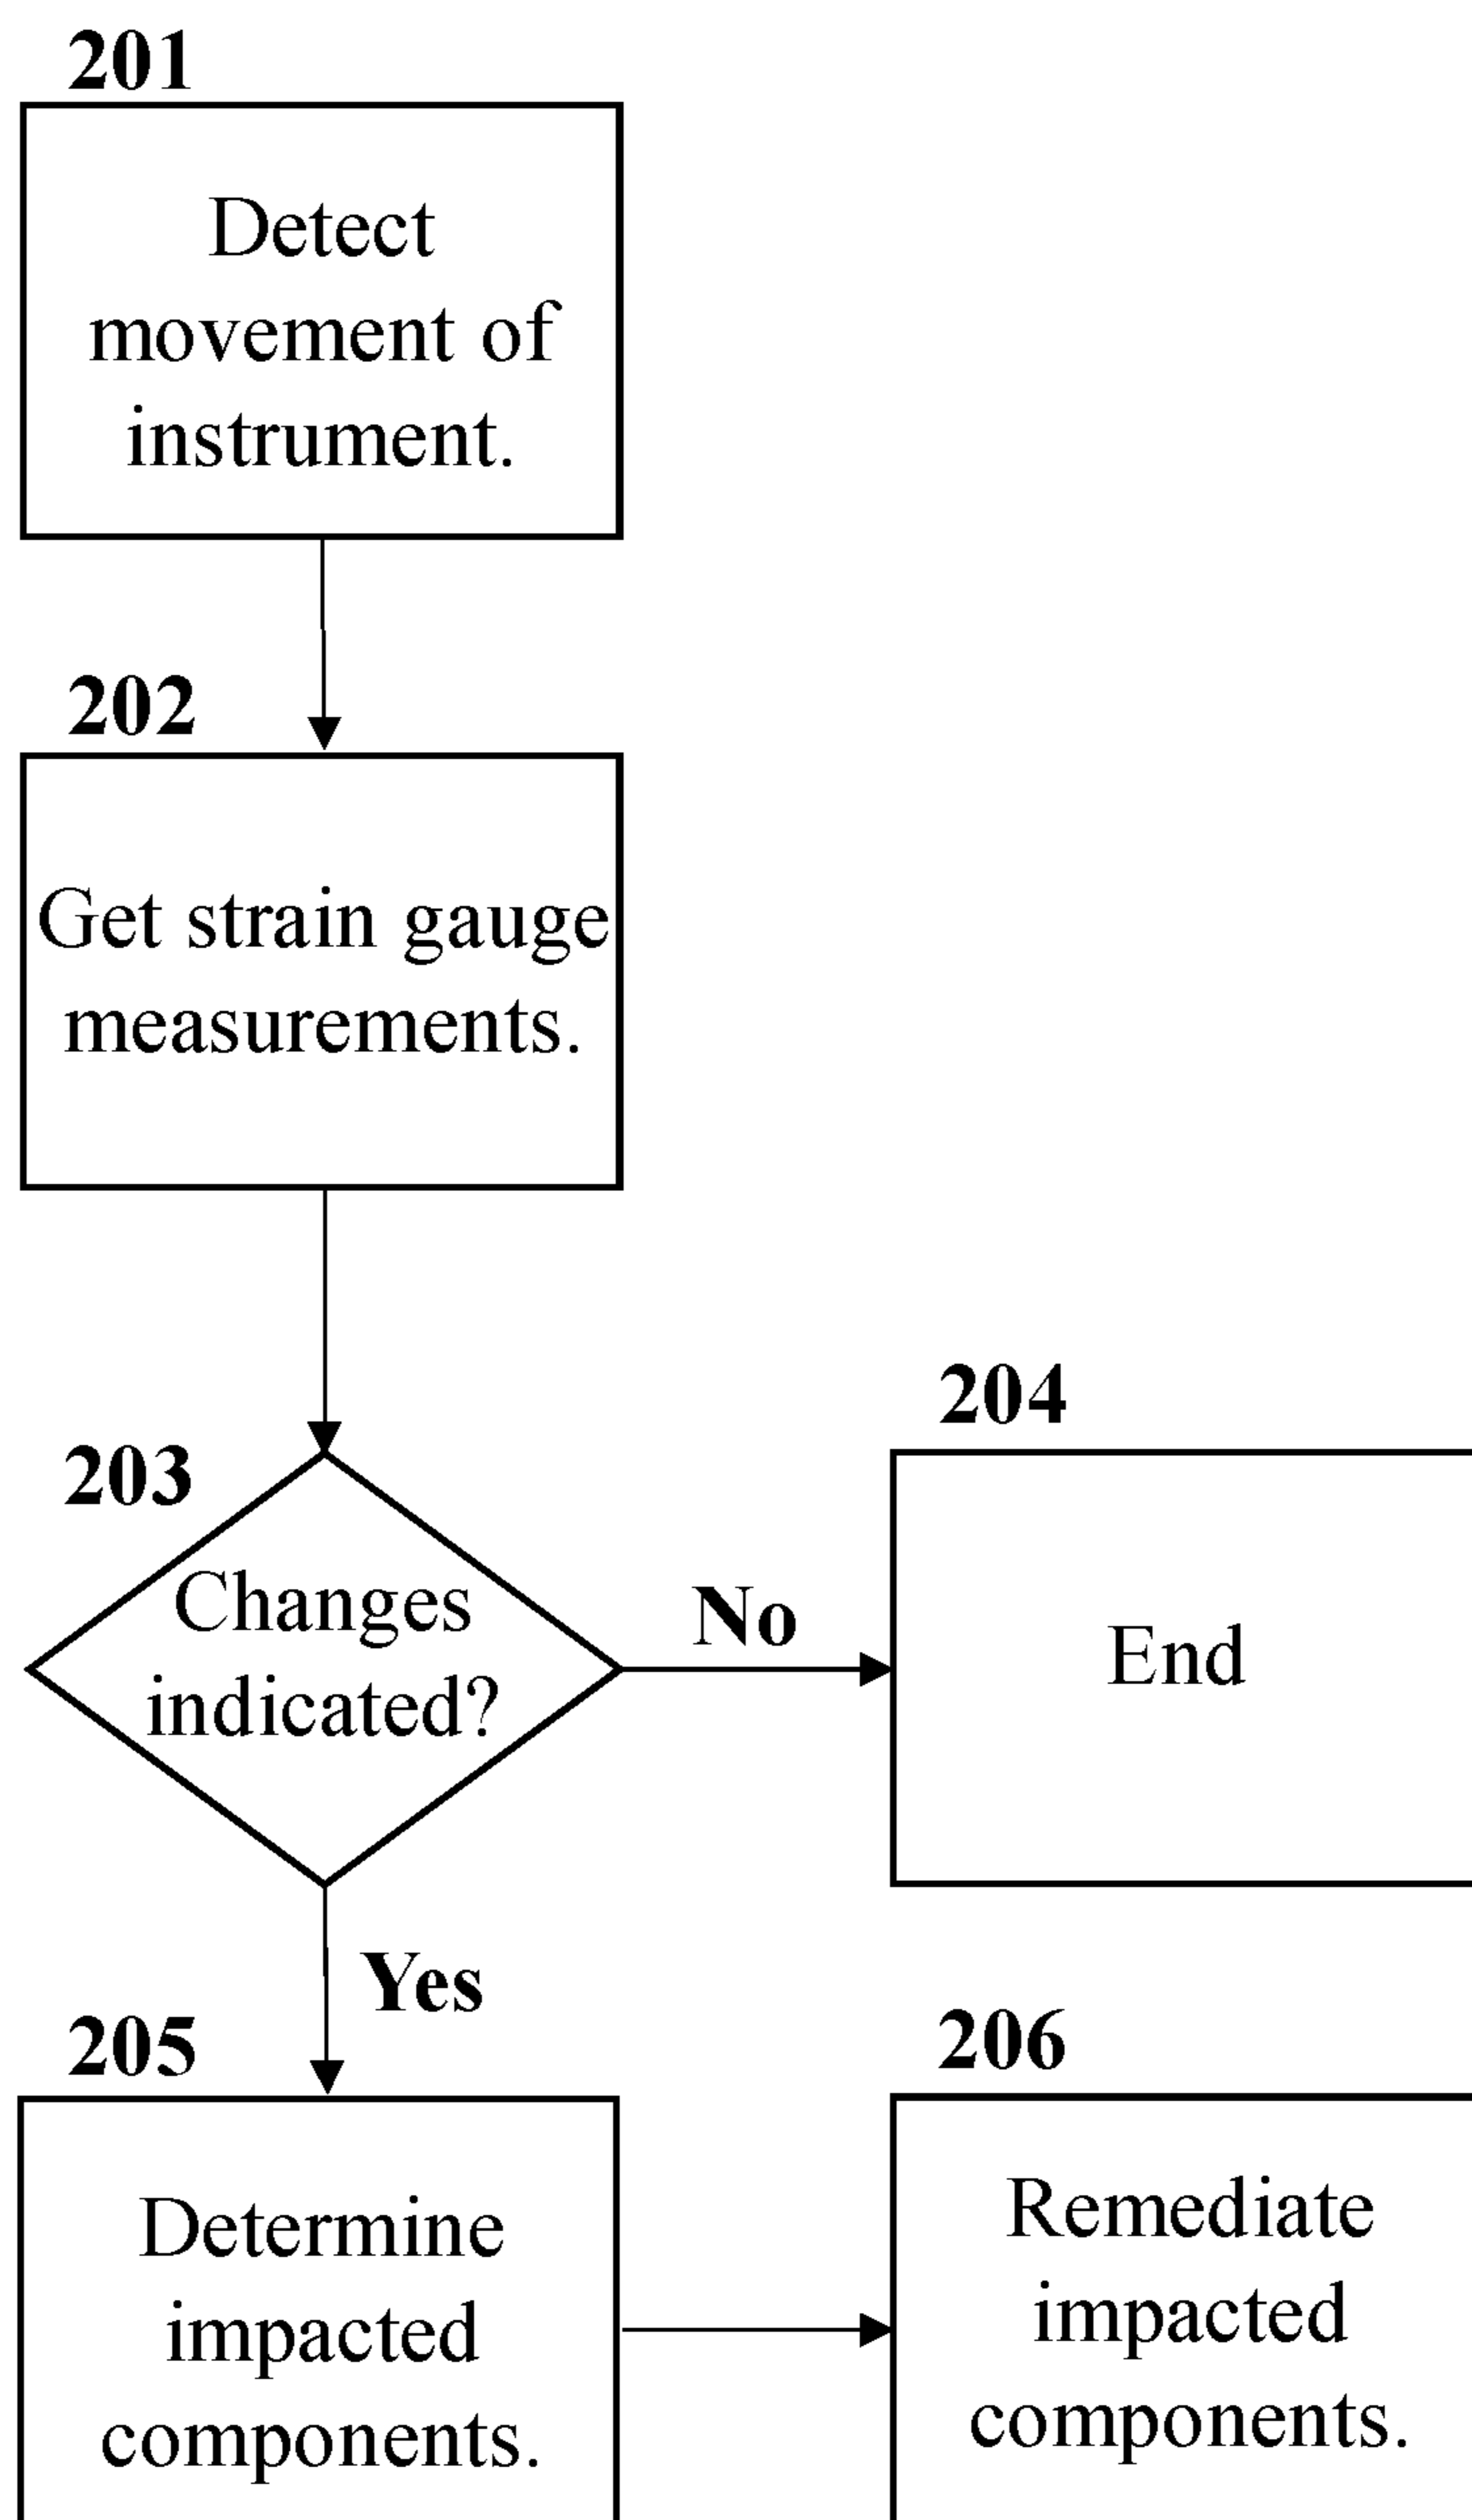 201
Detect
movement of
instrument.
202
Get strain gauge
measurements.
203
Changes
indicated?
No
204
End
Yes
205
Determine
impacted
components.
206
Remediate
impacted
components.